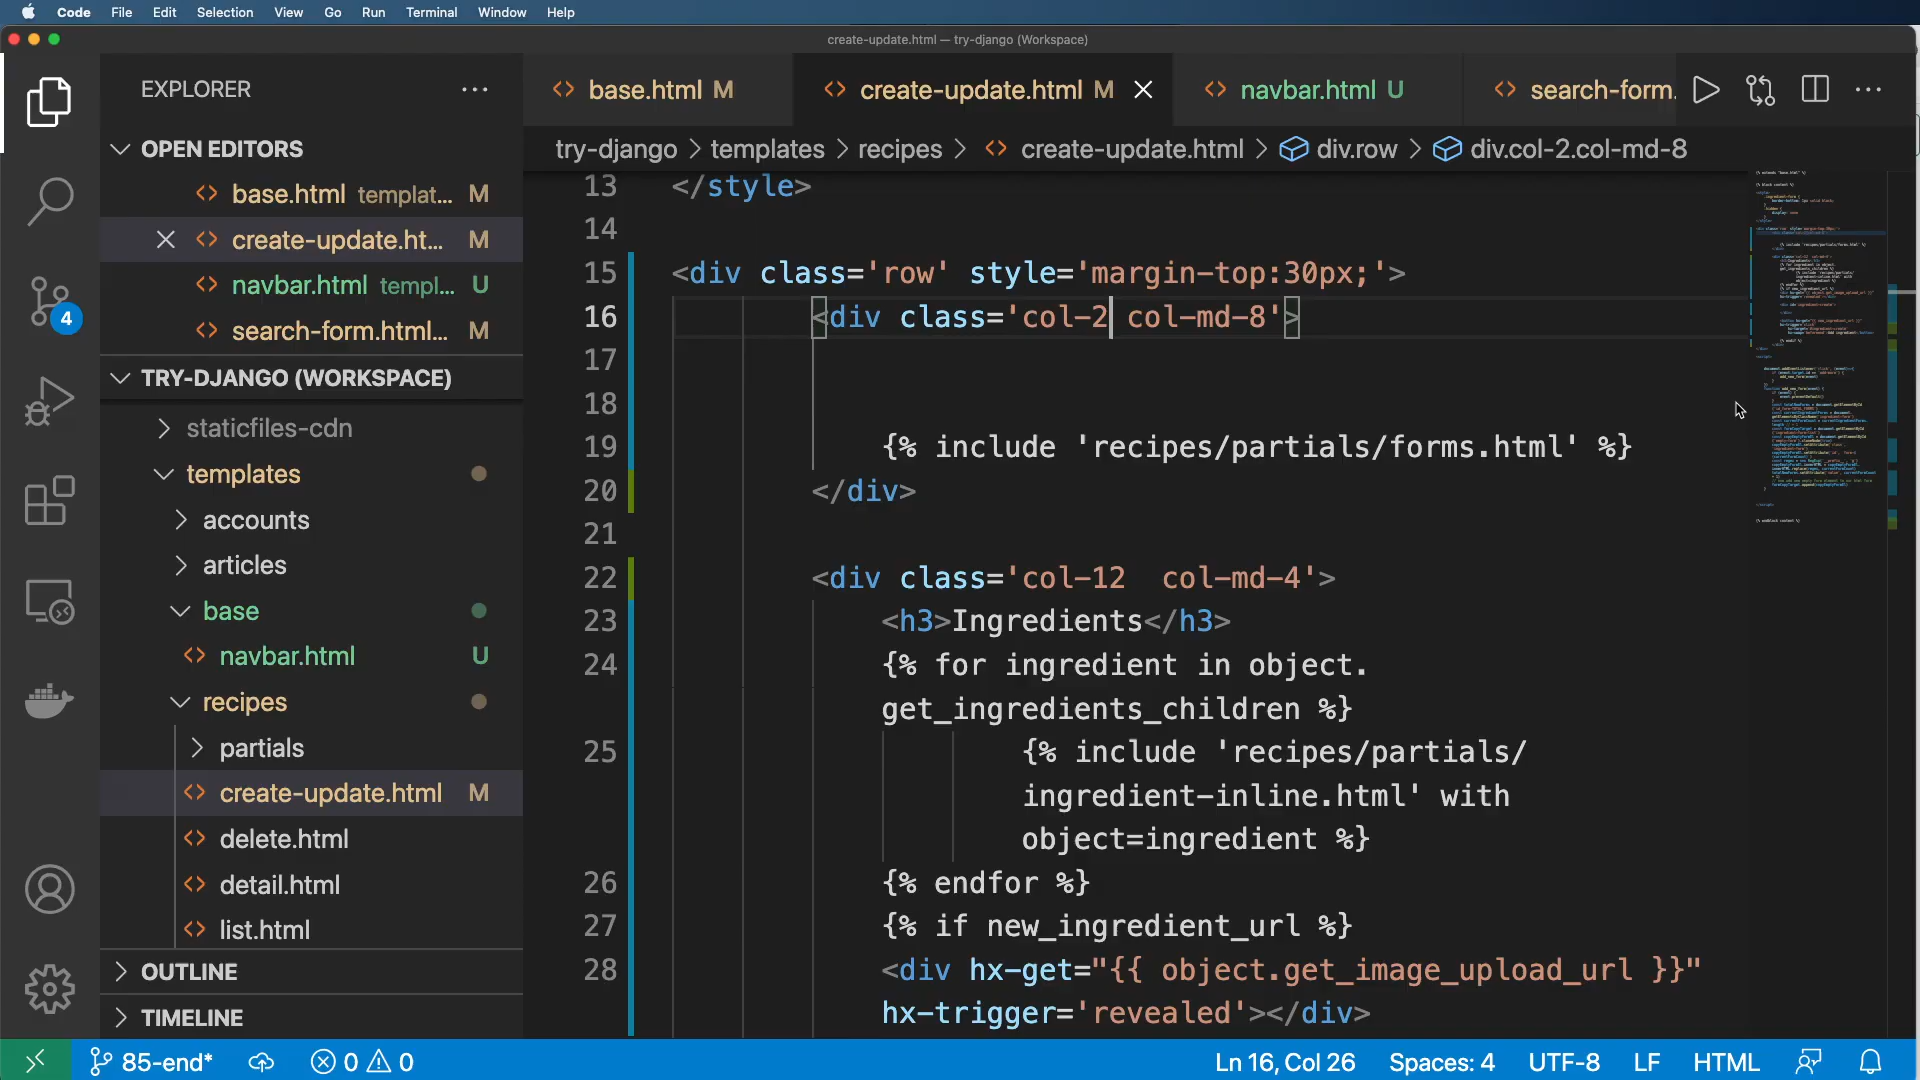 Code File Edit Selection View Go Run Terminal Window Help
create-update.html — try-django (Workspace)
EXPLORER
base.html M
create-update.html M
navbar.html U
search-form.
OPEN EDITORS
base.html templat... M
create-update.ht... M
navbar.html templ... U
search-form.html... M
TRY-DJANGO (WORKSPACE)
staticfiles-cdn
templates
accounts
articles
base
navbar.html U
recipes
partials
create-update.html M
delete.html
detail.html
list.html
OUTLINE
TIMELINE
4
try-django > templates > recipes > create-update.html > div.row > div.col-2.col-md-8
13 </style>
14
15 <div class='row' style='margin-top:30px;'>
16 <div class='col-2 col-md-8'>
17
18
19 {% include 'recipes/partials/forms.html' %}
20 </div>
21
22 <div class='col-12  col-md-4'>
23 <h3>Ingredients</h3>
24 {% for ingredient in object.
get_ingredients_children %}
25 {% include 'recipes/partials/
ingredient-inline.html' with
object=ingredient %}
26 {% endfor %}
27 {% if new_ingredient_url %}
28 <div hx-get="{{ object.get_image_upload_url }}"
hx-trigger='revealed'></div>
85-end* 0 0 Ln 16, Col 26 Spaces: 4 UTF-8 LF HTML